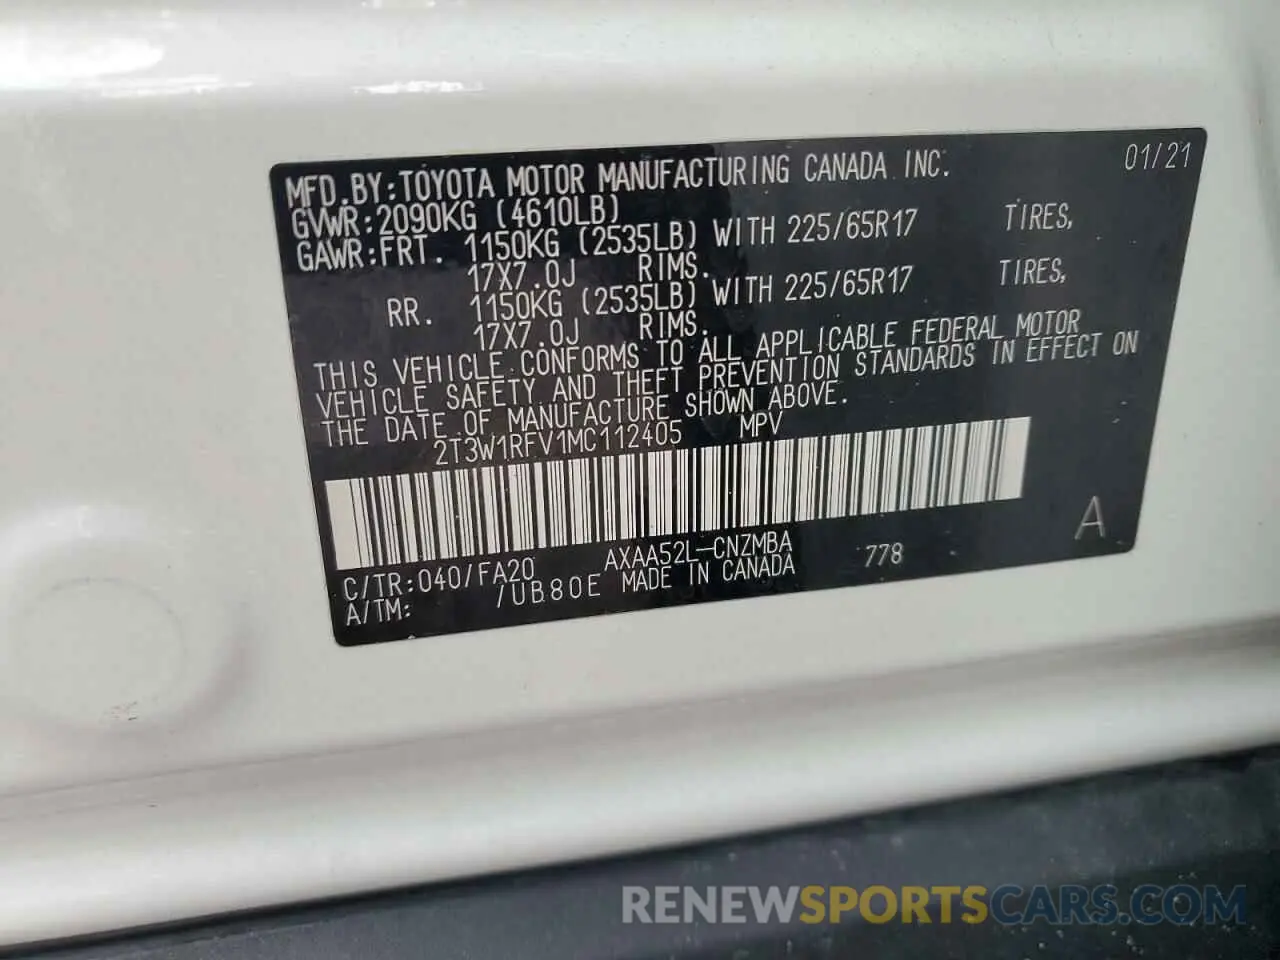 MFD.BY:TOYOTA MOTOR MANUFACTURING CANADA INC. 01/21
GVWR:2090KG (4610LB)
GAWR:FRT. 1150KG (2535LB) WITH 225/65R17 TIRES,
17X7.0J RIMS.
RR. 1150KG (2535LB) WITH 225/65R17 TIRES,
17X7.0J RIMS.
THIS VEHICLE CONFORMS TO ALL APPLICABLE FEDERAL MOTOR
VEHICLE SAFETY AND THEFT PREVENTION STANDARDS IN EFFECT ON
THE DATE OF MANUFACTURE SHOWN ABOVE.
2T3W1RFV1MC112405 MPV
A
C/TR:040/FA20 AXAA52L-CNZMBA 778
A/TM: /UB80E MADE IN CANADA
RENEWSPORTSCARS.COM